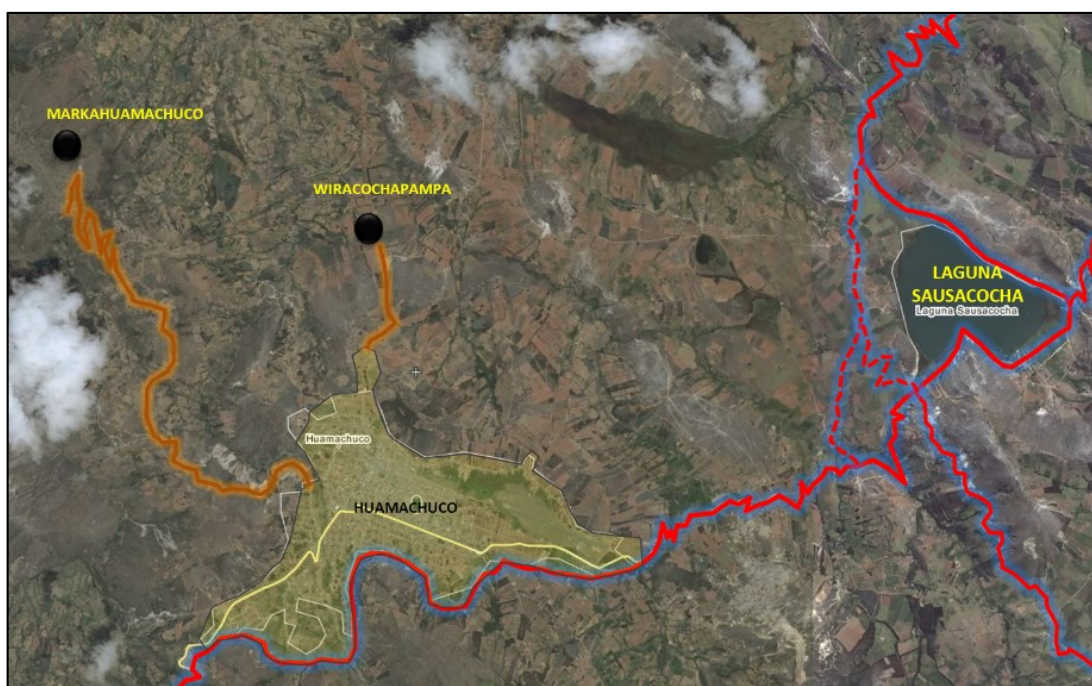 MARKAHUAMACHUCO
WIRACOCHAPAMPA
LAGUNA
SAUSACOCHA
Laguna Sausacocha
Huamachuco
HUAMACHUCO